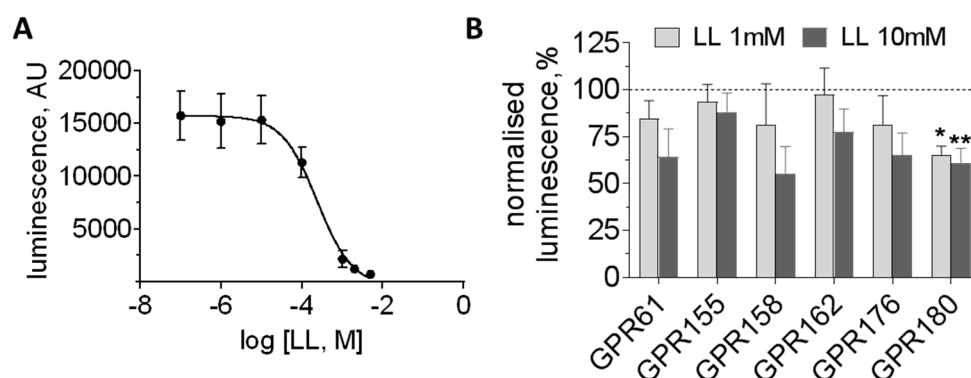 A
luminescence, AU
20000
15000
10000
5000
-8
-6
-4
-2
0
log [LL, M]
B
LL 1mM
LL 10mM
normalised
luminescence, %
125
100
75
50
25
0
*
**
GPR61
GPR155
GPR158
GPR162
GPR176
GPR180